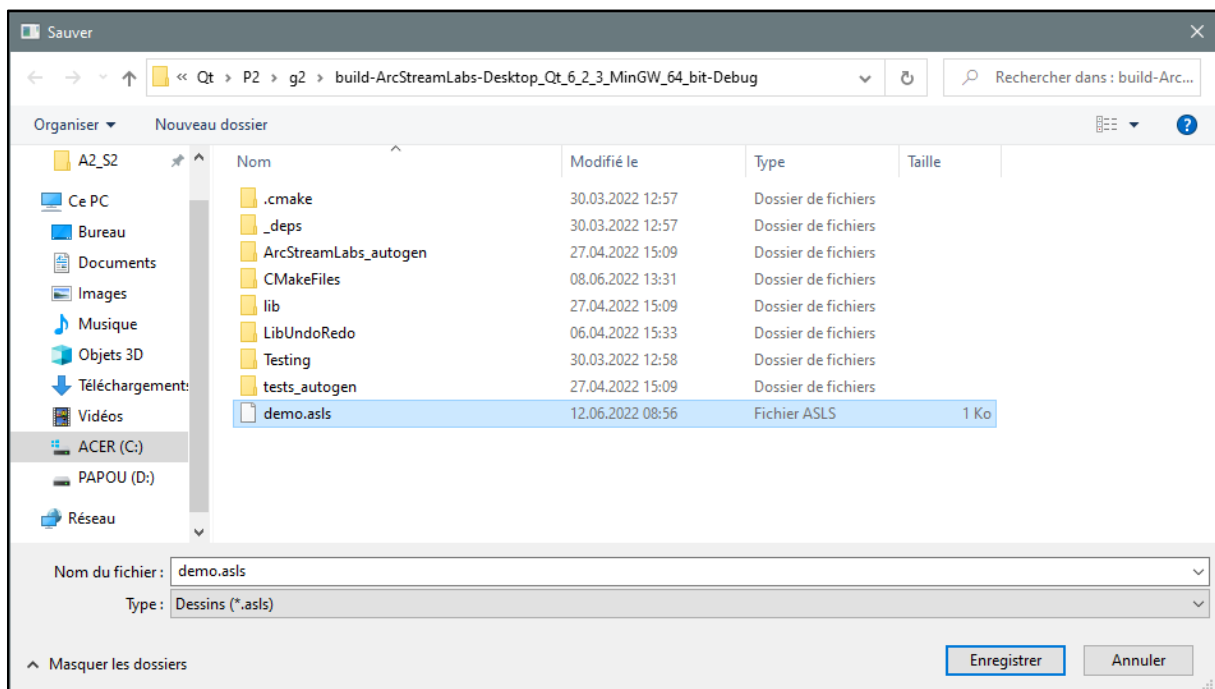 Sauver
« Qt › P2 › g2 › build-ArcStreamLabs-Desktop_Qt_6_2_3_MinGW_64_bit-Debug
Rechercher dans : build-Arc...
Organiser
Nouveau dossier
?
A2_S2
Ce PC
Bureau
Documents
Images
Musique
Objets 3D
Téléchargements
Vidéos
ACER (C:)
PAPOU (D:)
Réseau
Nom Modifié le Type Taille
.cmake 30.03.2022 12:57 Dossier de fichiers
_deps 30.03.2022 12:57 Dossier de fichiers
ArcStreamLabs_autogen 27.04.2022 15:09 Dossier de fichiers
CMakeFiles 08.06.2022 13:31 Dossier de fichiers
lib 27.04.2022 15:09 Dossier de fichiers
LibUndoRedo 06.04.2022 15:33 Dossier de fichiers
Testing 30.03.2022 12:58 Dossier de fichiers
tests_autogen 27.04.2022 15:09 Dossier de fichiers
demo.asls 12.06.2022 08:56 Fichier ASLS 1 Ko
Nom du fichier : demo.asls
Type : Dessins (*.asls)
Masquer les dossiers
Enregistrer
Annuler